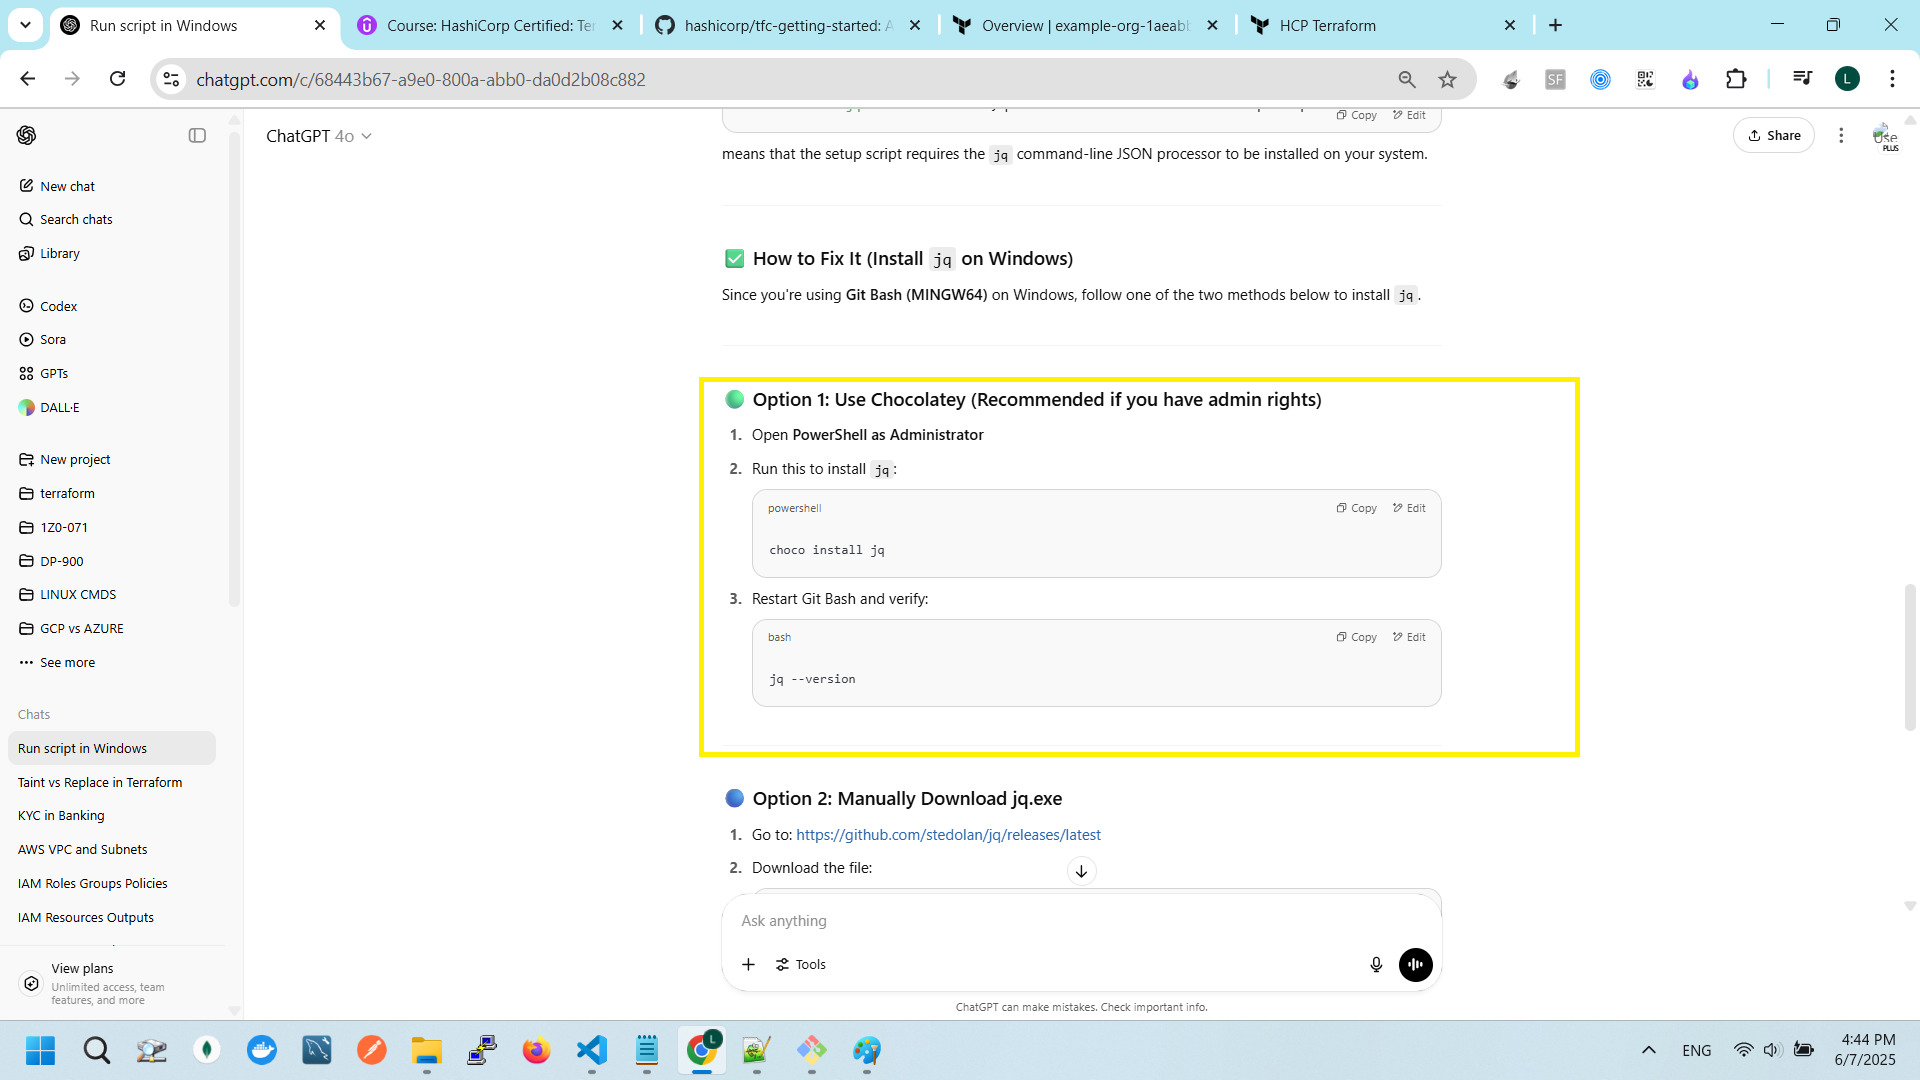 Run script in Windows
Course: HashiCorp Certified: Ter
hashicorp/tfc-getting-started: A
Overview | example-org-1aeabb
HCP Terraform
chatgpt.com/c/68443b67-a9e0-800a-abb0-da0d2b08c882
SF
L
ChatGPT 4o
Share
Use
PLUS
New chat
Search chats
Library
Codex
Sora
GPTs
DALL·E
New project
terraform
1Z0-071
DP-900
LINUX CMDS
GCP vs AZURE
See more
Chats
Run script in Windows
Taint vs Replace in Terraform
KYC in Banking
AWS VPC and Subnets
IAM Roles Groups Policies
IAM Resources Outputs
View plans
Unlimited access, team
features, and more
Copy Edit
means that the setup script requires the jq command-line JSON processor to be installed on your system.
How to Fix It (Install jq on Windows)
Since you're using Git Bash (MINGW64) on Windows, follow one of the two methods below to install jq.
Option 1: Use Chocolatey (Recommended if you have admin rights)
1. Open PowerShell as Administrator
2. Run this to install jq:
powershell Copy Edit
choco install jq
3. Restart Git Bash and verify:
bash Copy Edit
jq --version
Option 2: Manually Download jq.exe
1. Go to: https://github.com/stedolan/jq/releases/latest
2. Download the file:
Ask anything
Tools
ChatGPT can make mistakes. Check important info.
L
ENG
4:44 PM
6/7/2025